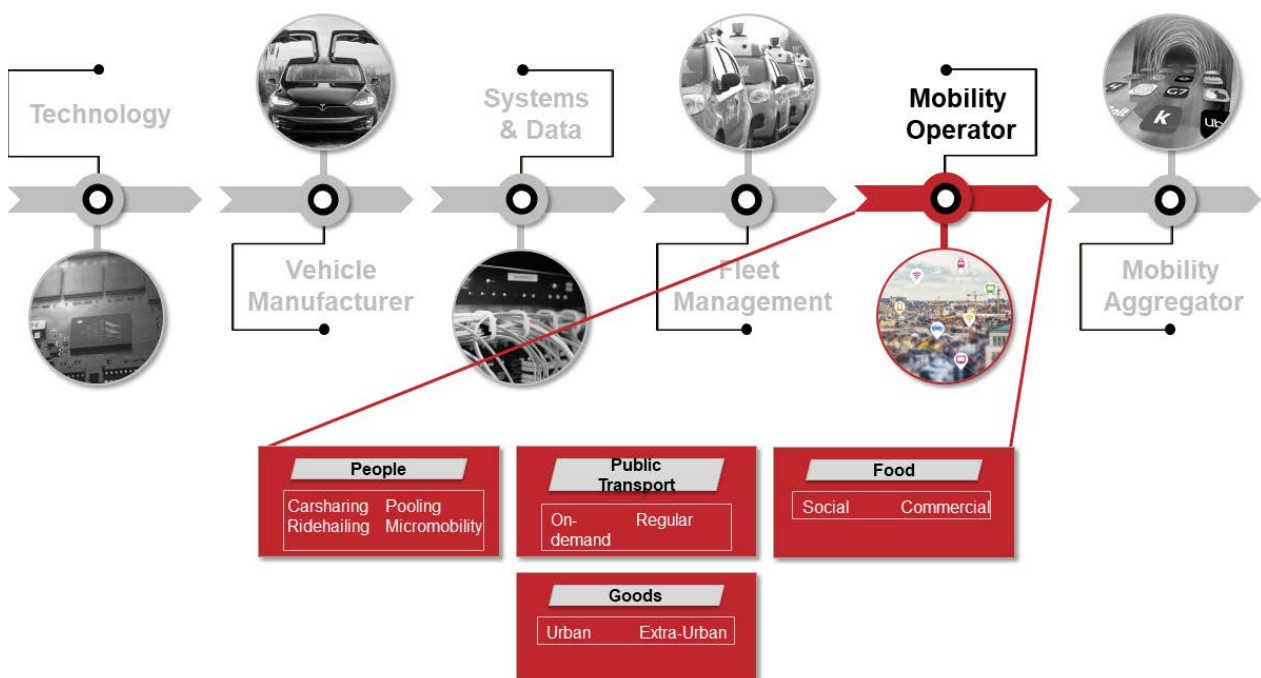 Technology
Systems
& Data
Mobility
Operator
Vehicle
Manufacturer
Fleet
Management
Mobility
Aggregator
G7
K
People
Carsharing Pooling
Ridehailing Micromobility
Public
Transport
On- Regular
demand
Food
Social Commercial
Goods
Urban Extra-Urban